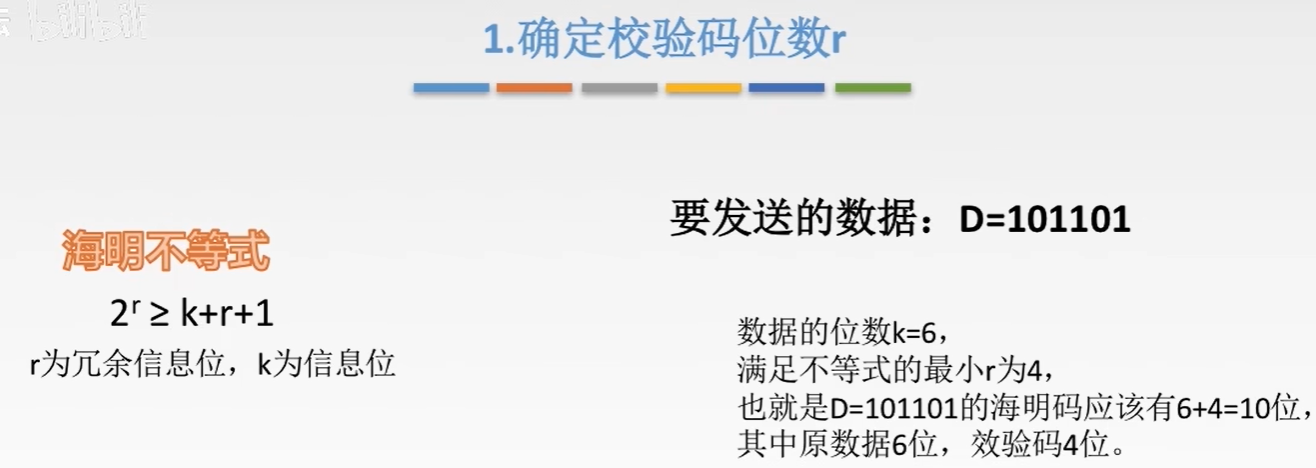 bilibili
1.确定校验码位数r
要发送的数据：D=101101
海明不等式
2ʳ ≥ k+r+1
r为冗余信息位，k为信息位
数据的位数k=6，
满足不等式的最小r为4，
也就是D=101101的海明码应该有6+4=10位，
其中原数据6位，效验码4位。